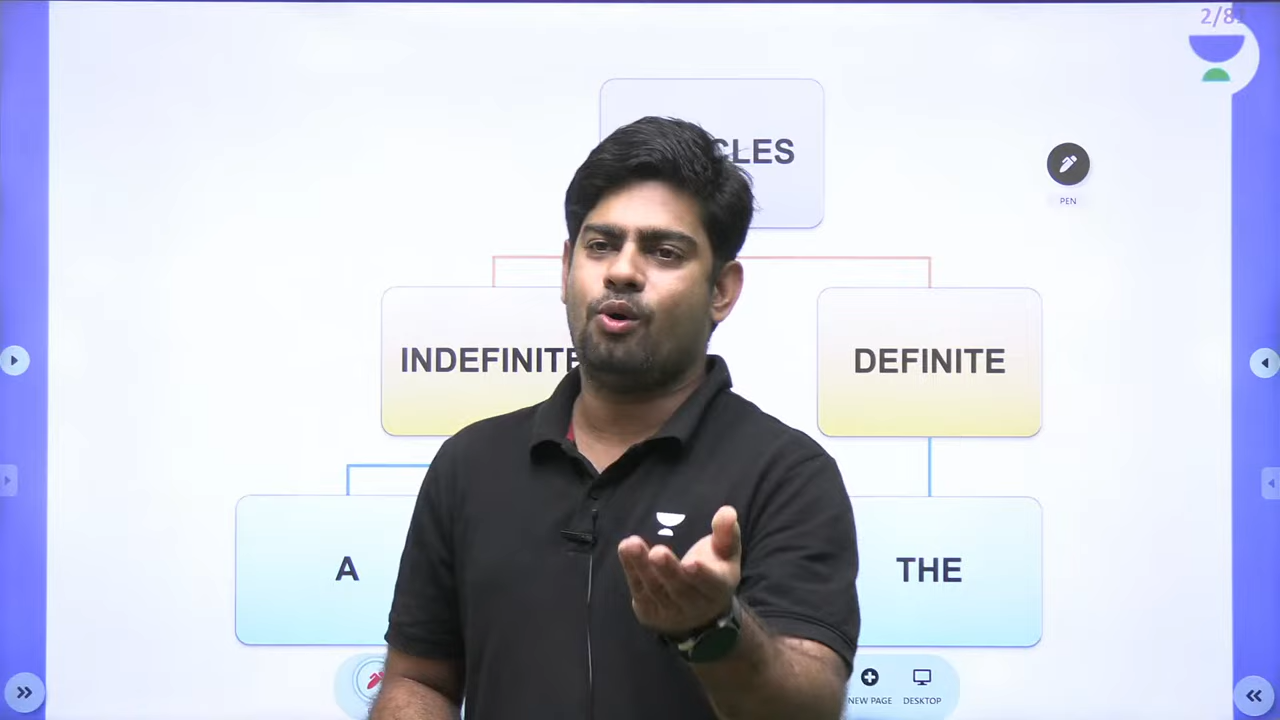 2/81
CLES
PEN
INDEFINITE
DEFINITE
A
THE
NEW PAGE
DESKTOP